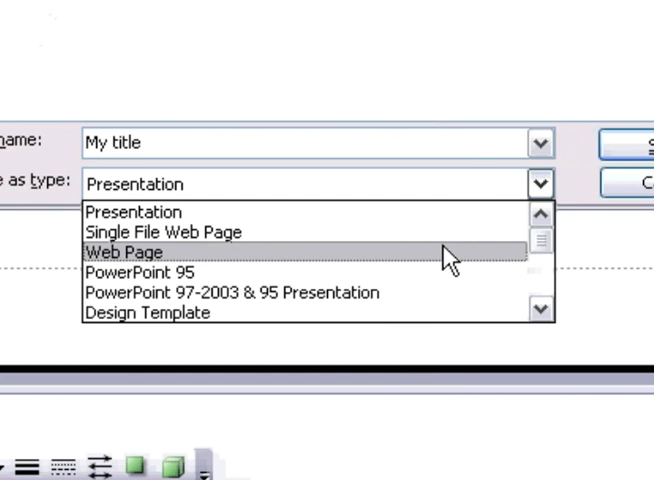 name: My title
e as type: Presentation
Presentation
Single File Web Page
Web Page
PowerPoint 95
PowerPoint 97-2003 & 95 Presentation
Design Template